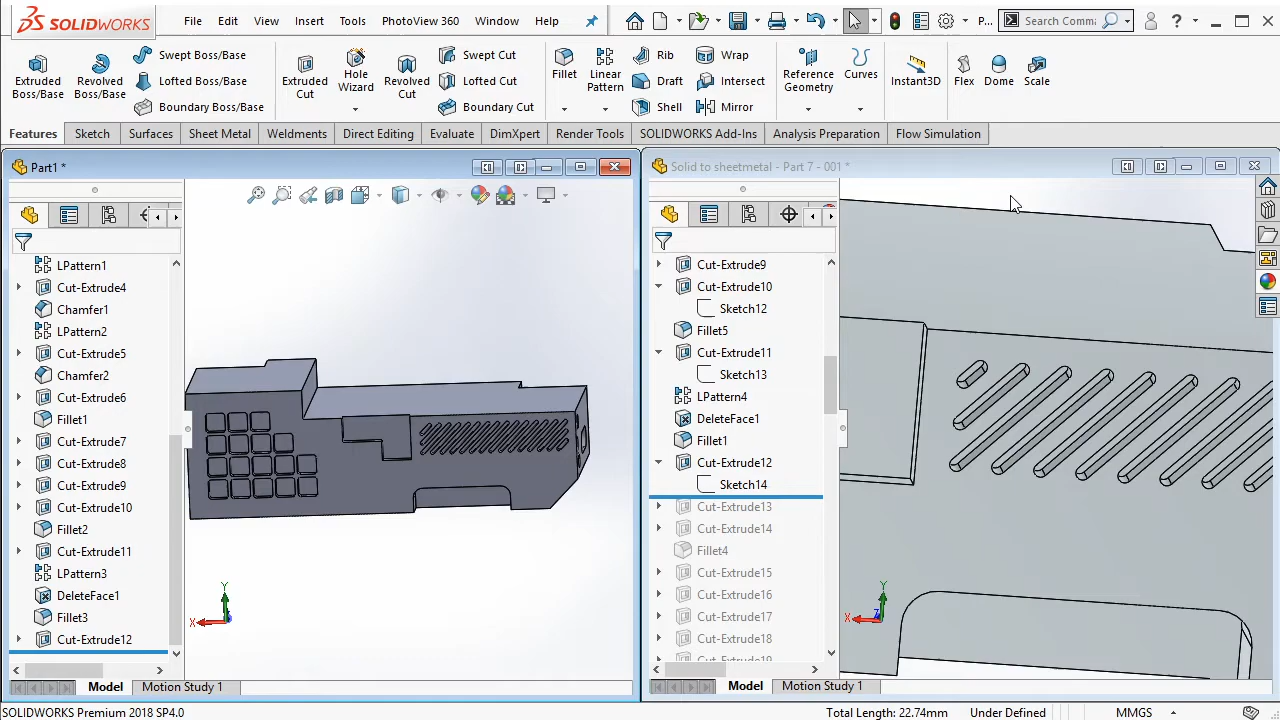 SOLIDWORKS
File Edit View Insert Tools PhotoView 360 Window Help
P...
Search Comma
Extruded Boss/Base
Revolved Boss/Base
Swept Boss/Base
Lofted Boss/Base
Boundary Boss/Base
Extruded Cut
Hole Wizard
Revolved Cut
Swept Cut
Lofted Cut
Boundary Cut
Fillet
Linear Pattern
Rib
Draft
Shell
Wrap
Intersect
Mirror
Reference Geometry
Curves
Instant3D
Flex
Dome
Scale
Features Sketch Surfaces Sheet Metal Weldments Direct Editing Evaluate DimXpert Render Tools SOLIDWORKS Add-Ins Analysis Preparation Flow Simulation
Part1 *
LPattern1
Cut-Extrude4
Chamfer1
LPattern2
Cut-Extrude5
Chamfer2
Cut-Extrude6
Fillet1
Cut-Extrude7
Cut-Extrude8
Cut-Extrude9
Cut-Extrude10
Fillet2
Cut-Extrude11
LPattern3
DeleteFace1
Fillet3
Cut-Extrude12
Y
X
Model Motion Study 1
Solid to sheetmetal - Part 7 - 001 *
Cut-Extrude9
Cut-Extrude10
Sketch12
Fillet5
Cut-Extrude11
Sketch13
LPattern4
DeleteFace1
Fillet1
Cut-Extrude12
Sketch14
Cut-Extrude13
Cut-Extrude14
Fillet4
Cut-Extrude15
Cut-Extrude16
Cut-Extrude17
Cut-Extrude18
Cut-Extrude19
Y
X
Z
Model Motion Study 1
SOLIDWORKS Premium 2018 SP4.0 Total Length: 22.74mm Under Defined MMGS